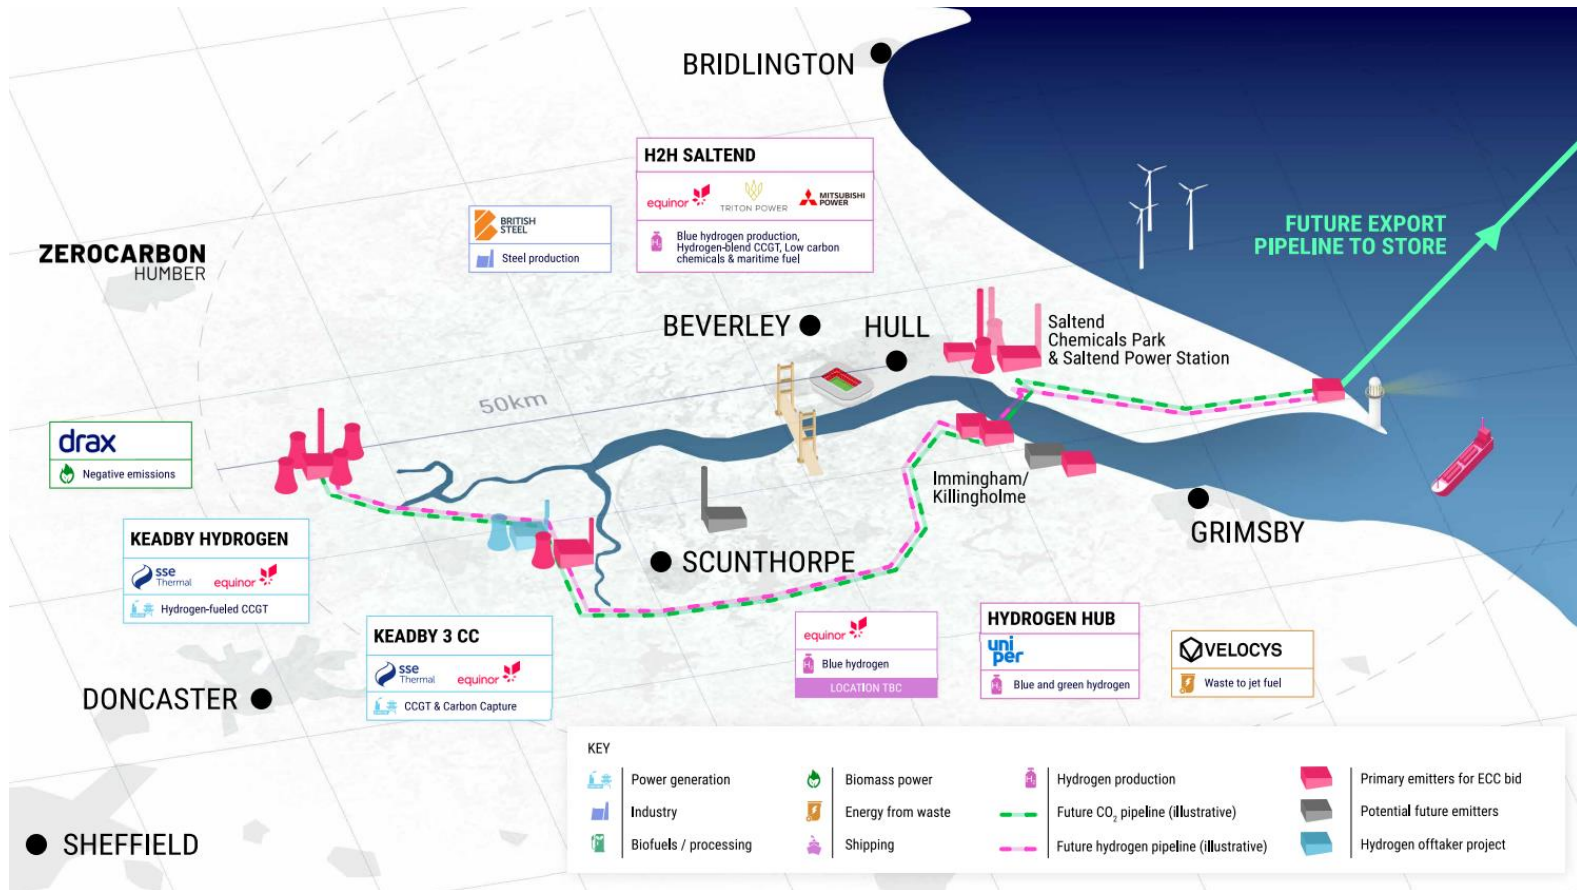 BRIDLINGTON
H2H SALTEND
equinor
TRITON POWER
MITSUBISHI
POWER
H₂
Blue hydrogen production,
Hydrogen-blend CCGT, Low carbon
chemicals & maritime fuel
BRITISH
STEEL
Steel production
ZEROCARBON
HUMBER
FUTURE EXPORT
PIPELINE TO STORE
BEVERLEY
HULL
Saltend
Chemicals Park
& Saltend Power Station
50km
drax
Negative emissions
Immingham/
Killingholme
GRIMSBY
KEADBY HYDROGEN
sse
Thermal
equinor
Hydrogen-fueled CCGT
SCUNTHORPE
KEADBY 3 CC
sse
Thermal
equinor
CCGT & Carbon Capture
equinor
H₂
Blue hydrogen
LOCATION TBC
HYDROGEN HUB
uni
per
H₂
Blue and green hydrogen
VELOCYS
Waste to jet fuel
DONCASTER
SHEFFIELD
KEY
Power generation
Industry
Biofuels / processing
Biomass power
Energy from waste
Shipping
H₂
Hydrogen production
Future CO₂ pipeline (illustrative)
Future hydrogen pipeline (illustrative)
Primary emitters for ECC bid
Potential future emitters
Hydrogen offtaker project